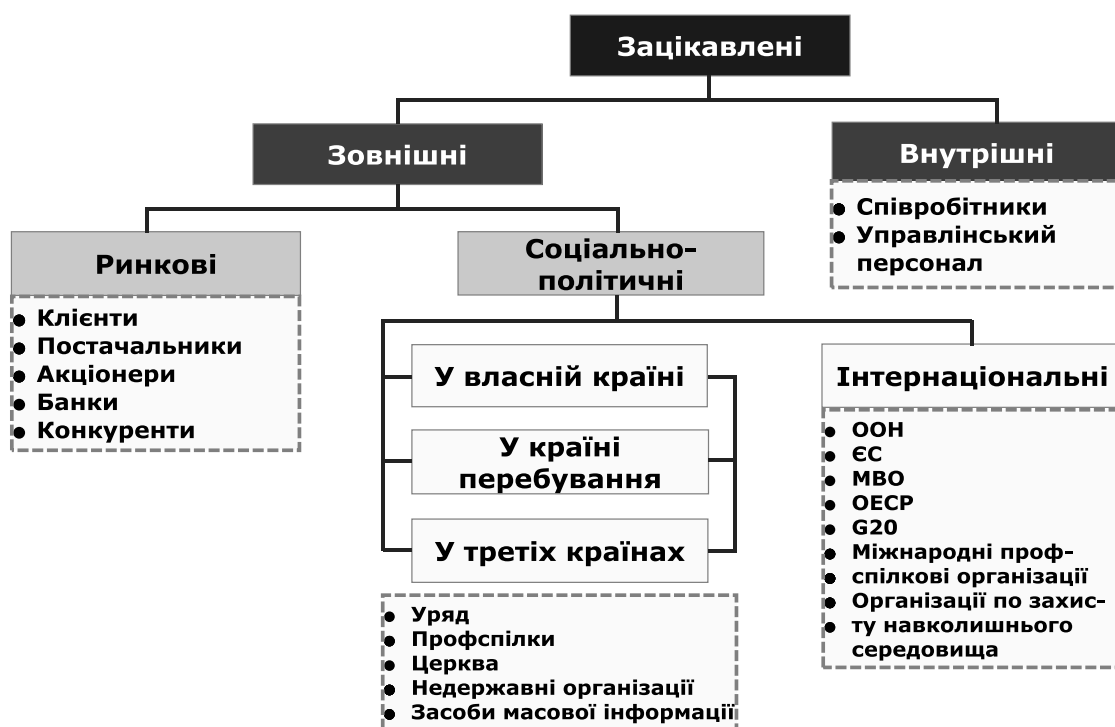 Зацікавлені
Зовнішні
Внутрішні
● Співробітники
● Управлінський
персонал
Ринкові
● Клієнти
● Постачальники
● Акціонери
● Банки
● Конкуренти
Соціально-
політичні
У власній країні
У країні
перебування
У третіх країнах
● Уряд
● Профспілки
● Церква
● Недержавні організації
● Засоби масової інформації
Інтернаціональні
● ООН
● ЄС
● МВО
● ОЕСР
● G20
● Міжнародні проф-
● спілкові організації
● Організації по захис-
● ту навколишнього
середовища